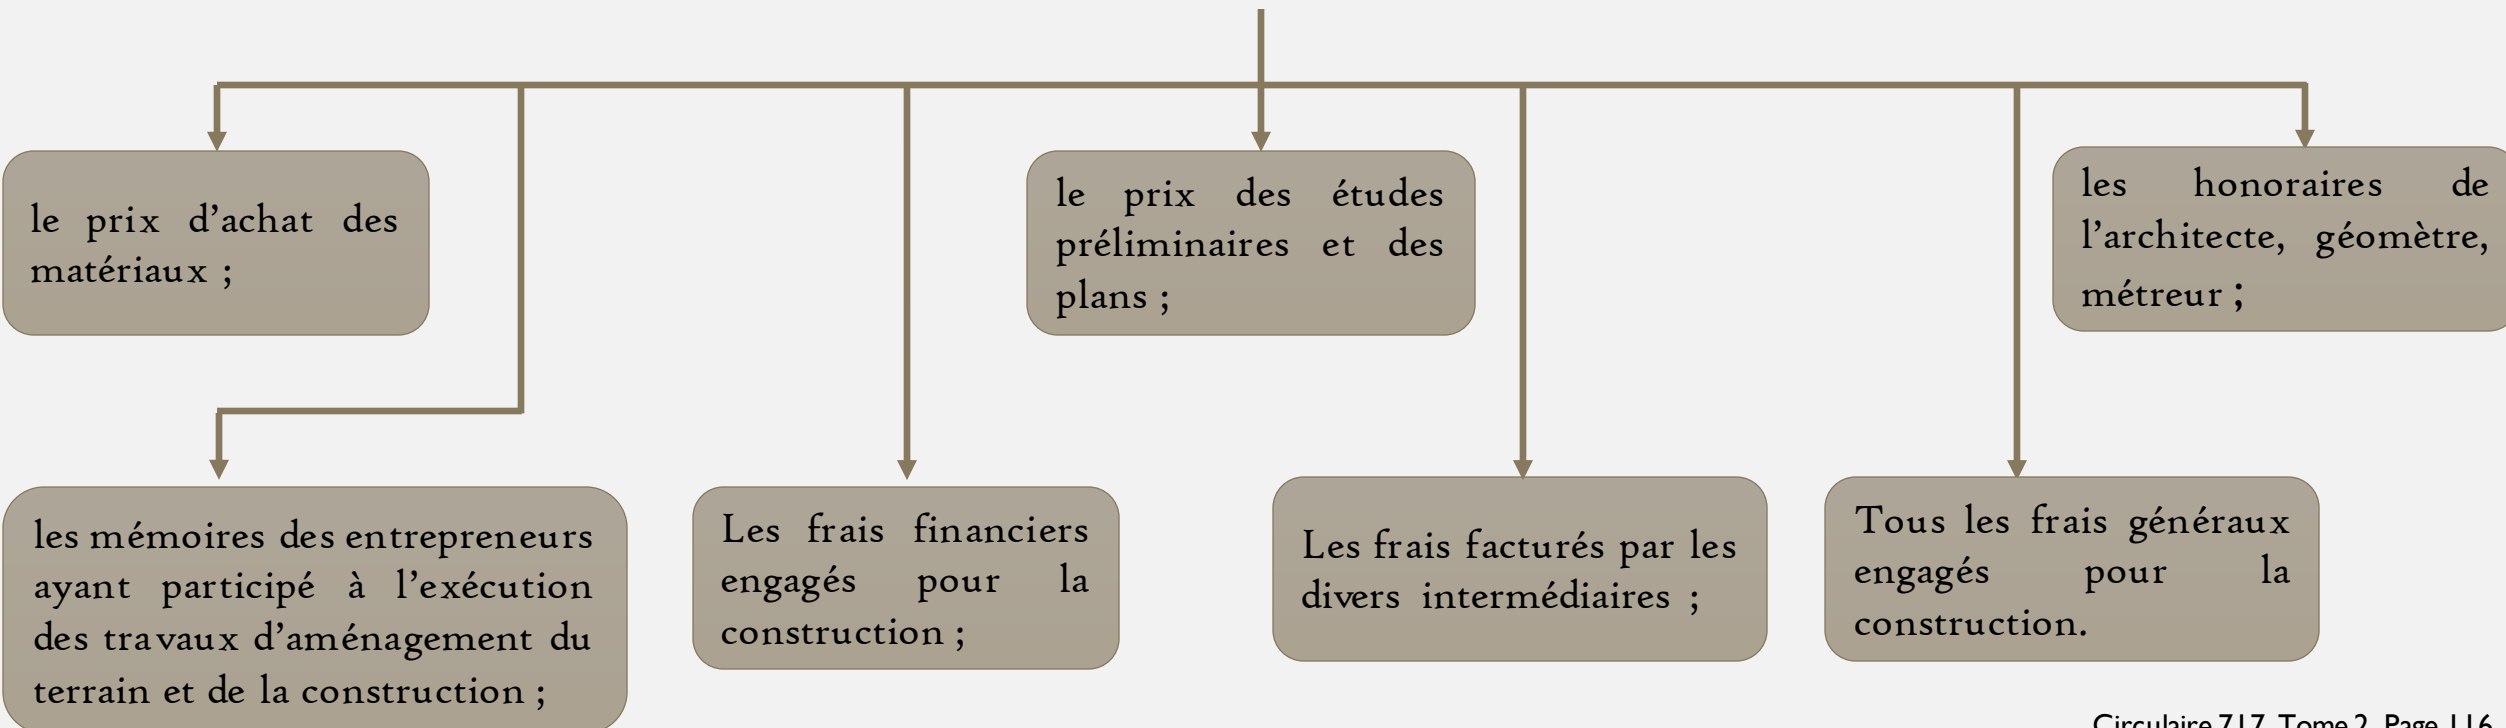 le prix d’achat des
matériaux ;
le prix des études
préliminaires et des
plans ;
les honoraires de
l’architecte, géomètre,
métreur ;
les mémoires des entrepreneurs
ayant participé à l’exécution
des travaux d’aménagement du
terrain et de la construction ;
Les frais financiers
engagés pour la
construction ;
Les frais facturés par les
divers intermédiaires ;
Tous les frais généraux
engagés pour la
construction.
Circulaire 717, Tome 2, Page 116